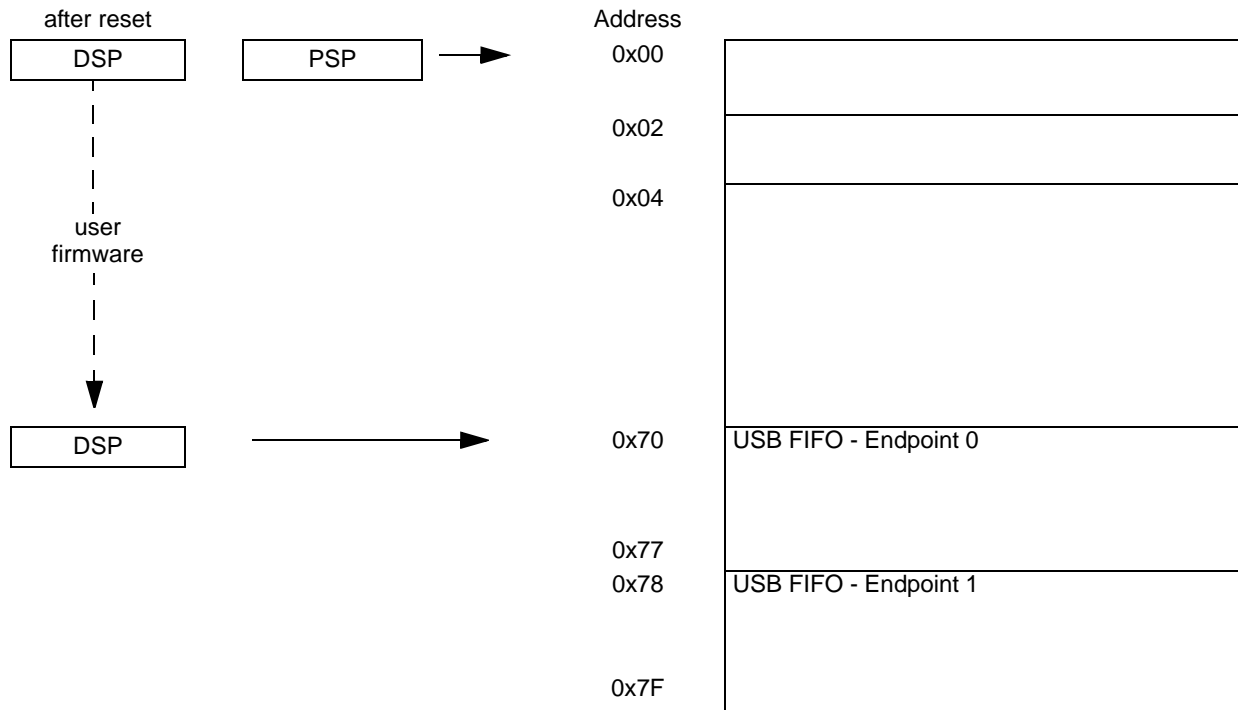 after reset
Address
DSP
PSP
0x00
0x02
0x04
user
firmware
DSP
0x70
USB FIFO - Endpoint 0
0x77
0x78
USB FIFO - Endpoint 1
0x7F